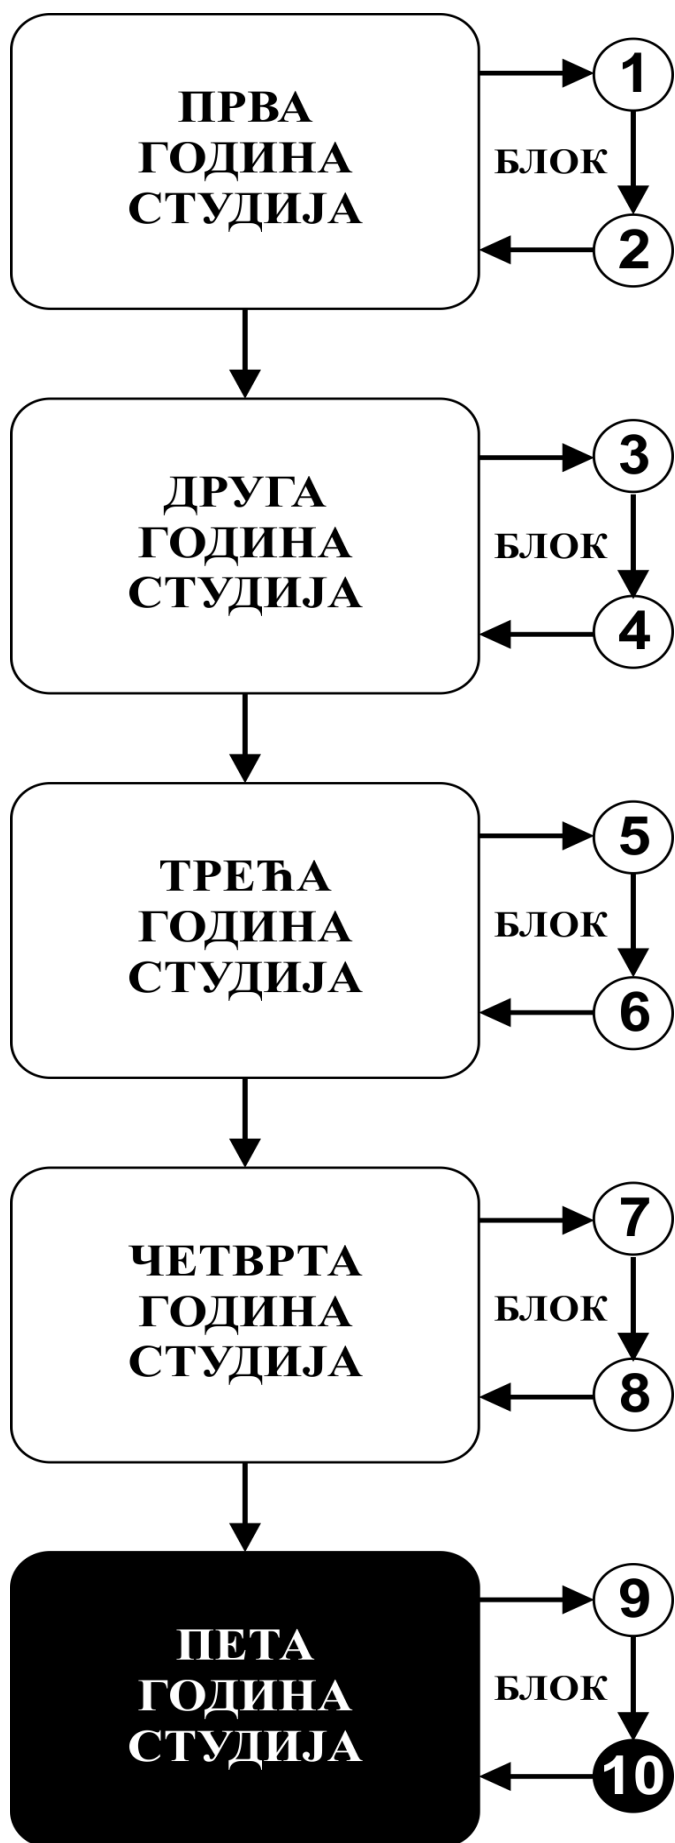 ПРВА
ГОДИНА
СТУДИЈА
1
БЛОК
2
ДРУГА
ГОДИНА
СТУДИЈА
3
БЛОК
4
ТРЕЋА
ГОДИНА
СТУДИЈА
5
БЛОК
6
ЧЕТВРТА
ГОДИНА
СТУДИЈА
7
БЛОК
8
ПЕТА
ГОДИНА
СТУДИЈА
9
БЛОК
10